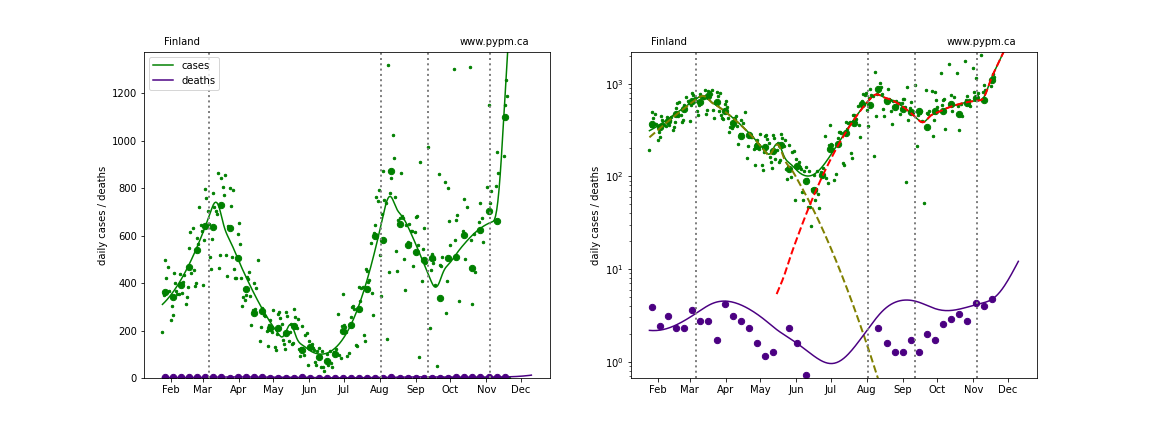 Finland www.pypm.ca
cases
deaths
daily cases / deaths
1200
1000
800
600
400
200
0
Feb Mar Apr May Jun Jul Aug Sep Oct Nov Dec
Finland www.pypm.ca
daily cases / deaths
10³
10²
10¹
10⁰
Feb Mar Apr May Jun Jul Aug Sep Oct Nov Dec